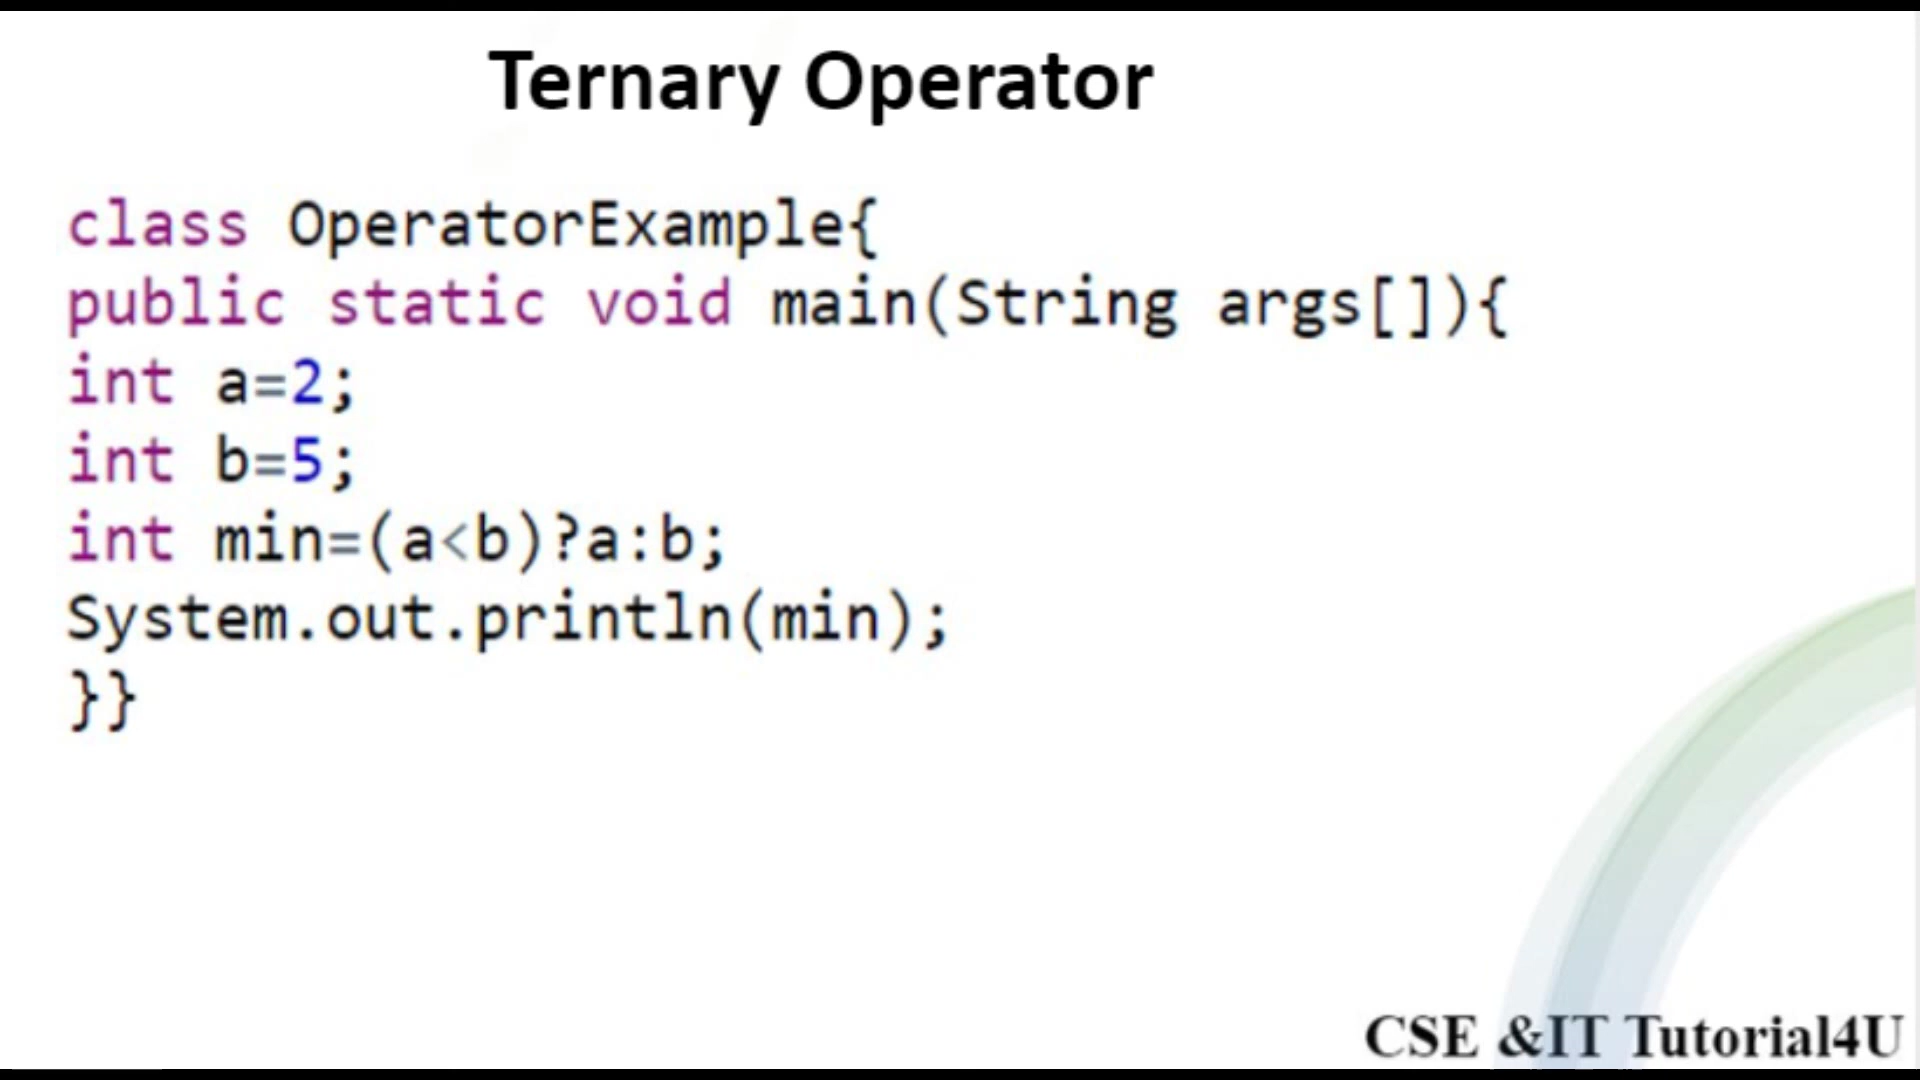 Ternary Operator
class OperatorExample{
public static void main(String args[]){
int a=2;
int b=5;
int min=(a<b)?a:b;
System.out.println(min);
}}
CSE &IT Tutorial4U